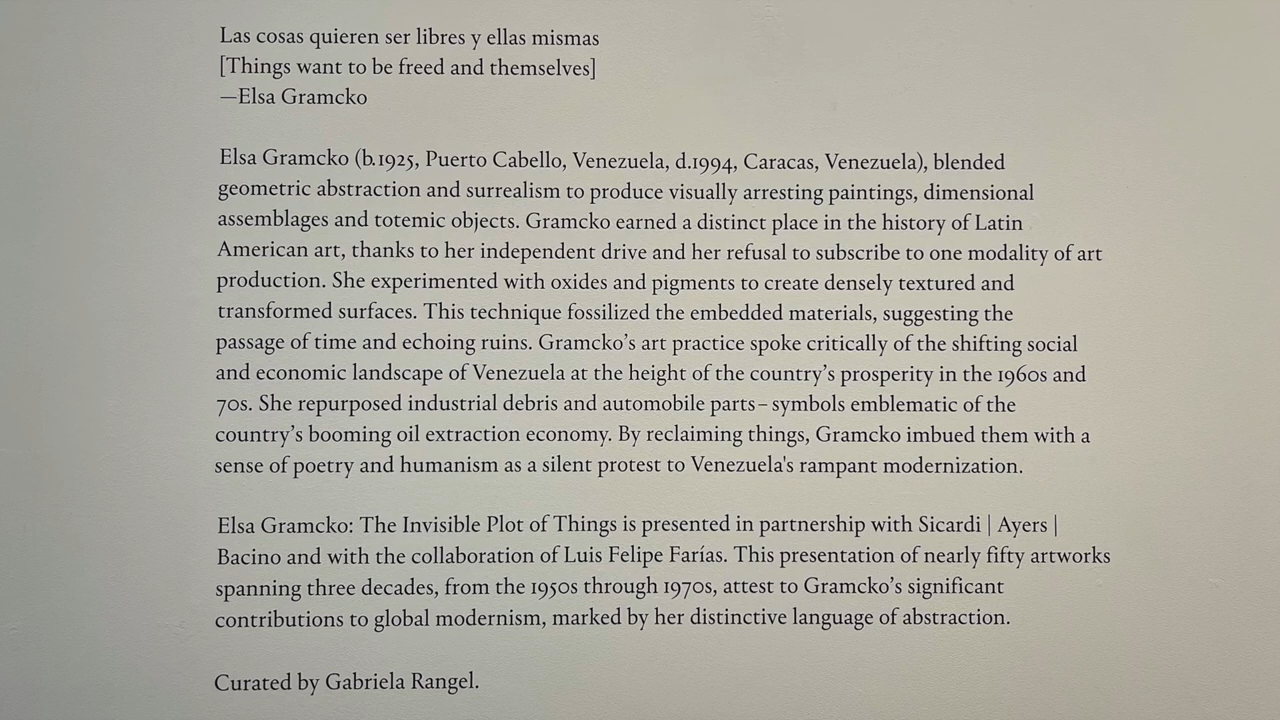 Las cosas quieren ser libres y ellas mismas
[Things want to be freed and themselves]
—Elsa Gramcko
Elsa Gramcko (b.1925, Puerto Cabello, Venezuela, d.1994, Caracas, Venezuela), blended
geometric abstraction and surrealism to produce visually arresting paintings, dimensional
assemblages and totemic objects. Gramcko earned a distinct place in the history of Latin
American art, thanks to her independent drive and her refusal to subscribe to one modality of art
production. She experimented with oxides and pigments to create densely textured and
transformed surfaces. This technique fossilized the embedded materials, suggesting the
passage of time and echoing ruins. Gramcko’s art practice spoke critically of the shifting social
and economic landscape of Venezuela at the height of the country’s prosperity in the 1960s and
70s. She repurposed industrial debris and automobile parts–symbols emblematic of the
country’s booming oil extraction economy. By reclaiming things, Gramcko imbued them with a
sense of poetry and humanism as a silent protest to Venezuela's rampant modernization.
Elsa Gramcko: The Invisible Plot of Things is presented in partnership with Sicardi | Ayers |
Bacino and with the collaboration of Luis Felipe Farías. This presentation of nearly fifty artworks
spanning three decades, from the 1950s through 1970s, attest to Gramcko’s significant
contributions to global modernism, marked by her distinctive language of abstraction.
Curated by Gabriela Rangel.